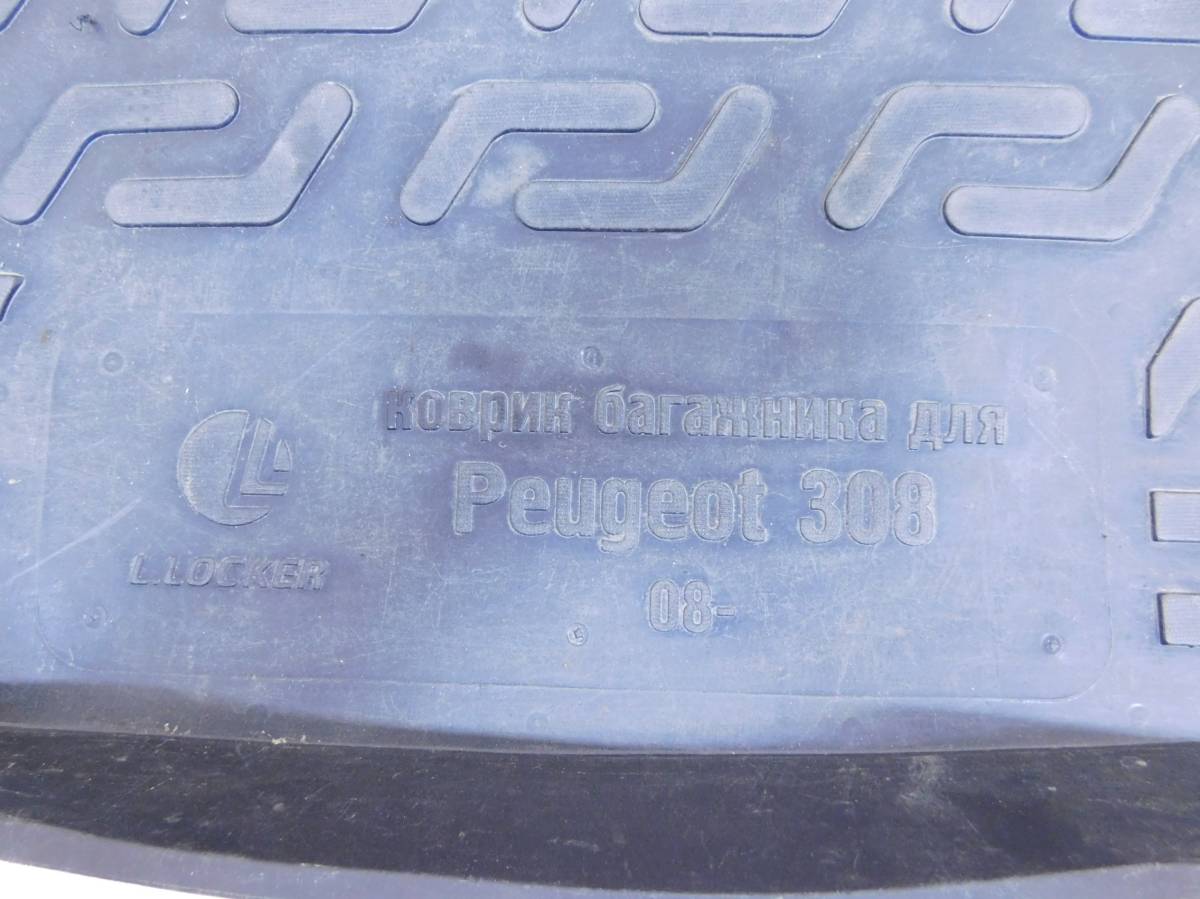 коврик багажника для
Peugeot 308
08-
L.LOCKER